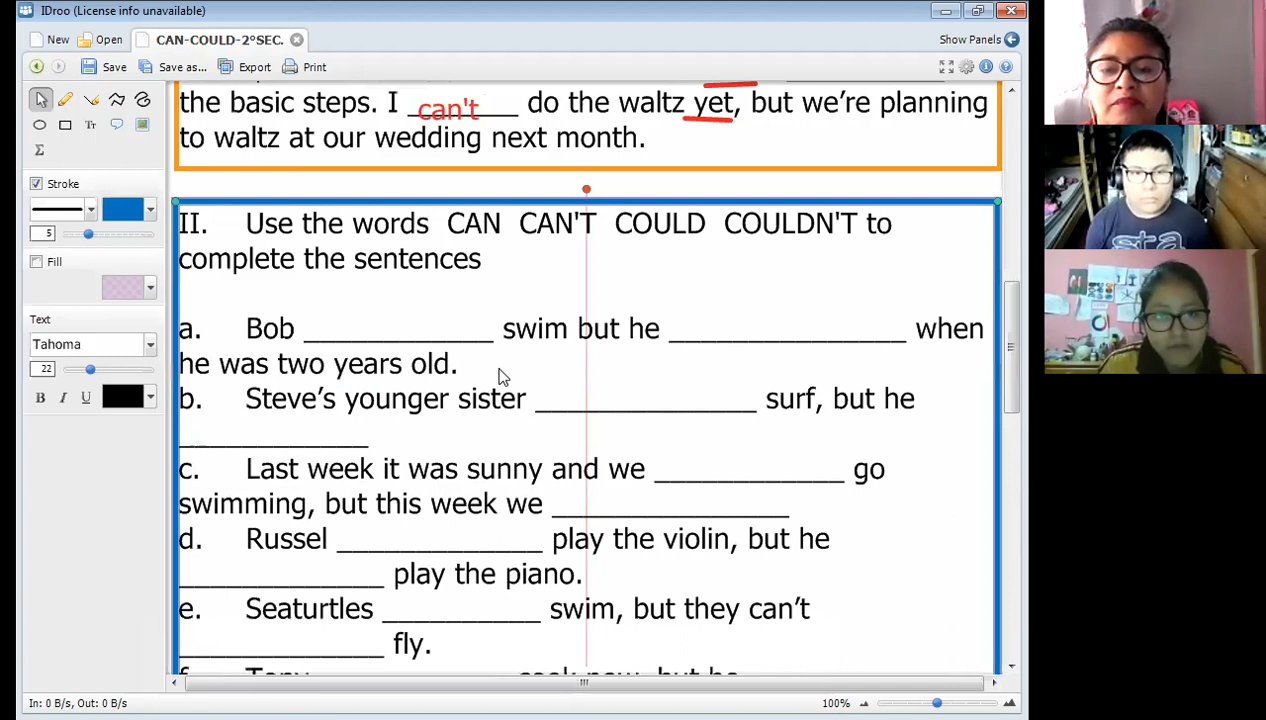 IDroo (License info unavailable)
New Open CAN-COULD-2°SEC. Show Panels
Save Save as... Export Print
the basic steps. I can't do the waltz yet, but we’re planning
to waltz at our wedding next month.
Tr
Σ
Stroke
5
Fill
Text
Tahoma
22
B I U
II. Use the words CAN CAN'T COULD COULDN'T to
complete the sentences
a. Bob ____________ swim but he _______________ when
he was two years old.
b. Steve’s younger sister ______________ surf, but he
____________
c. Last week it was sunny and we ____________ go
swimming, but this week we _______________
d. Russel _____________ play the violin, but he
_____________ play the piano.
e. Seaturtles __________ swim, but they can’t
_____________ fly.
In: 0 B/s, Out: 0 B/s 100%
sta